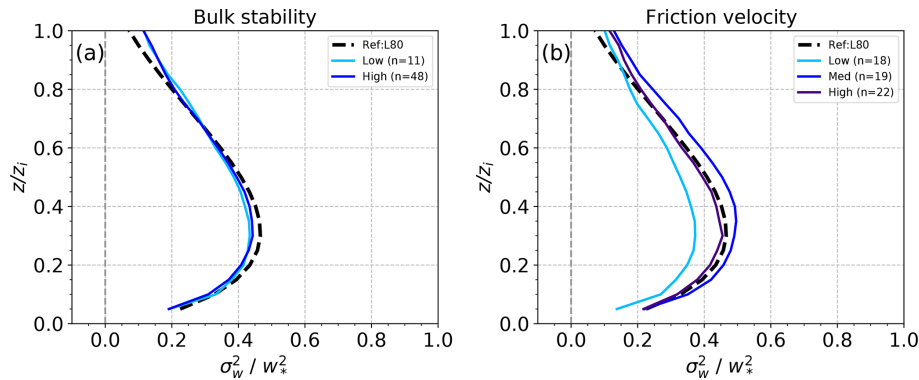 Bulk stability
(a)
Ref:L80
Low (n=11)
High (n=48)
z/z_i
1.0
0.8
0.6
0.4
0.2
0.0
0.0 0.2 0.4 0.6 0.8 1.0
σ_w^2 / w_*^2
Friction velocity
(b)
Ref:L80
Low (n=18)
Med (n=19)
High (n=22)
z/z_i
1.0
0.8
0.6
0.4
0.2
0.0
0.0 0.2 0.4 0.6 0.8 1.0
σ_w^2 / w_*^2